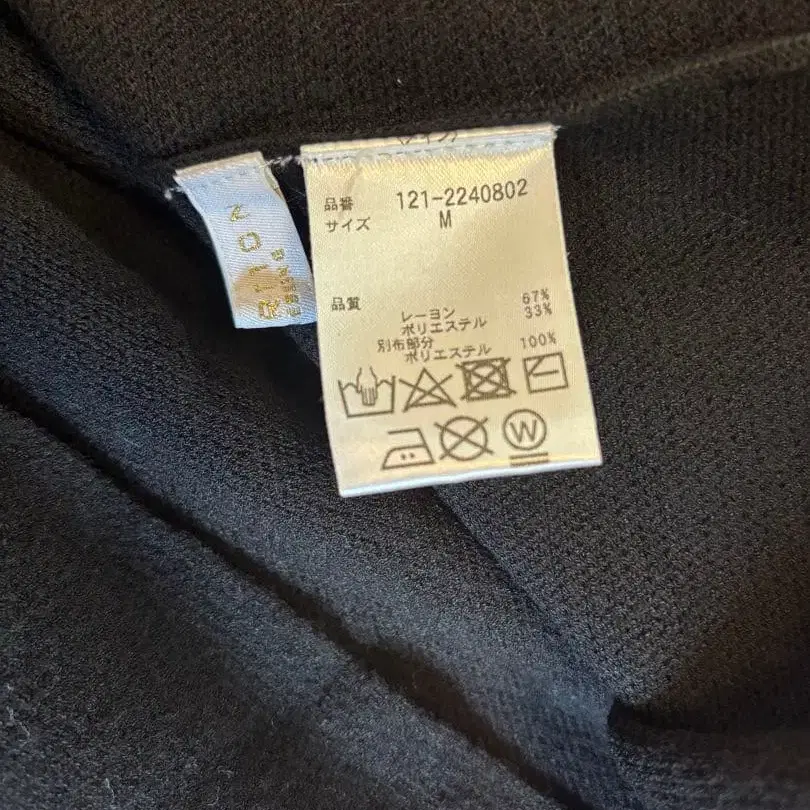 品番 121-2240802
サイズ M
品質
レーヨン 67%
ポリエステル 33%
別布部分
ポリエステル 100%
W